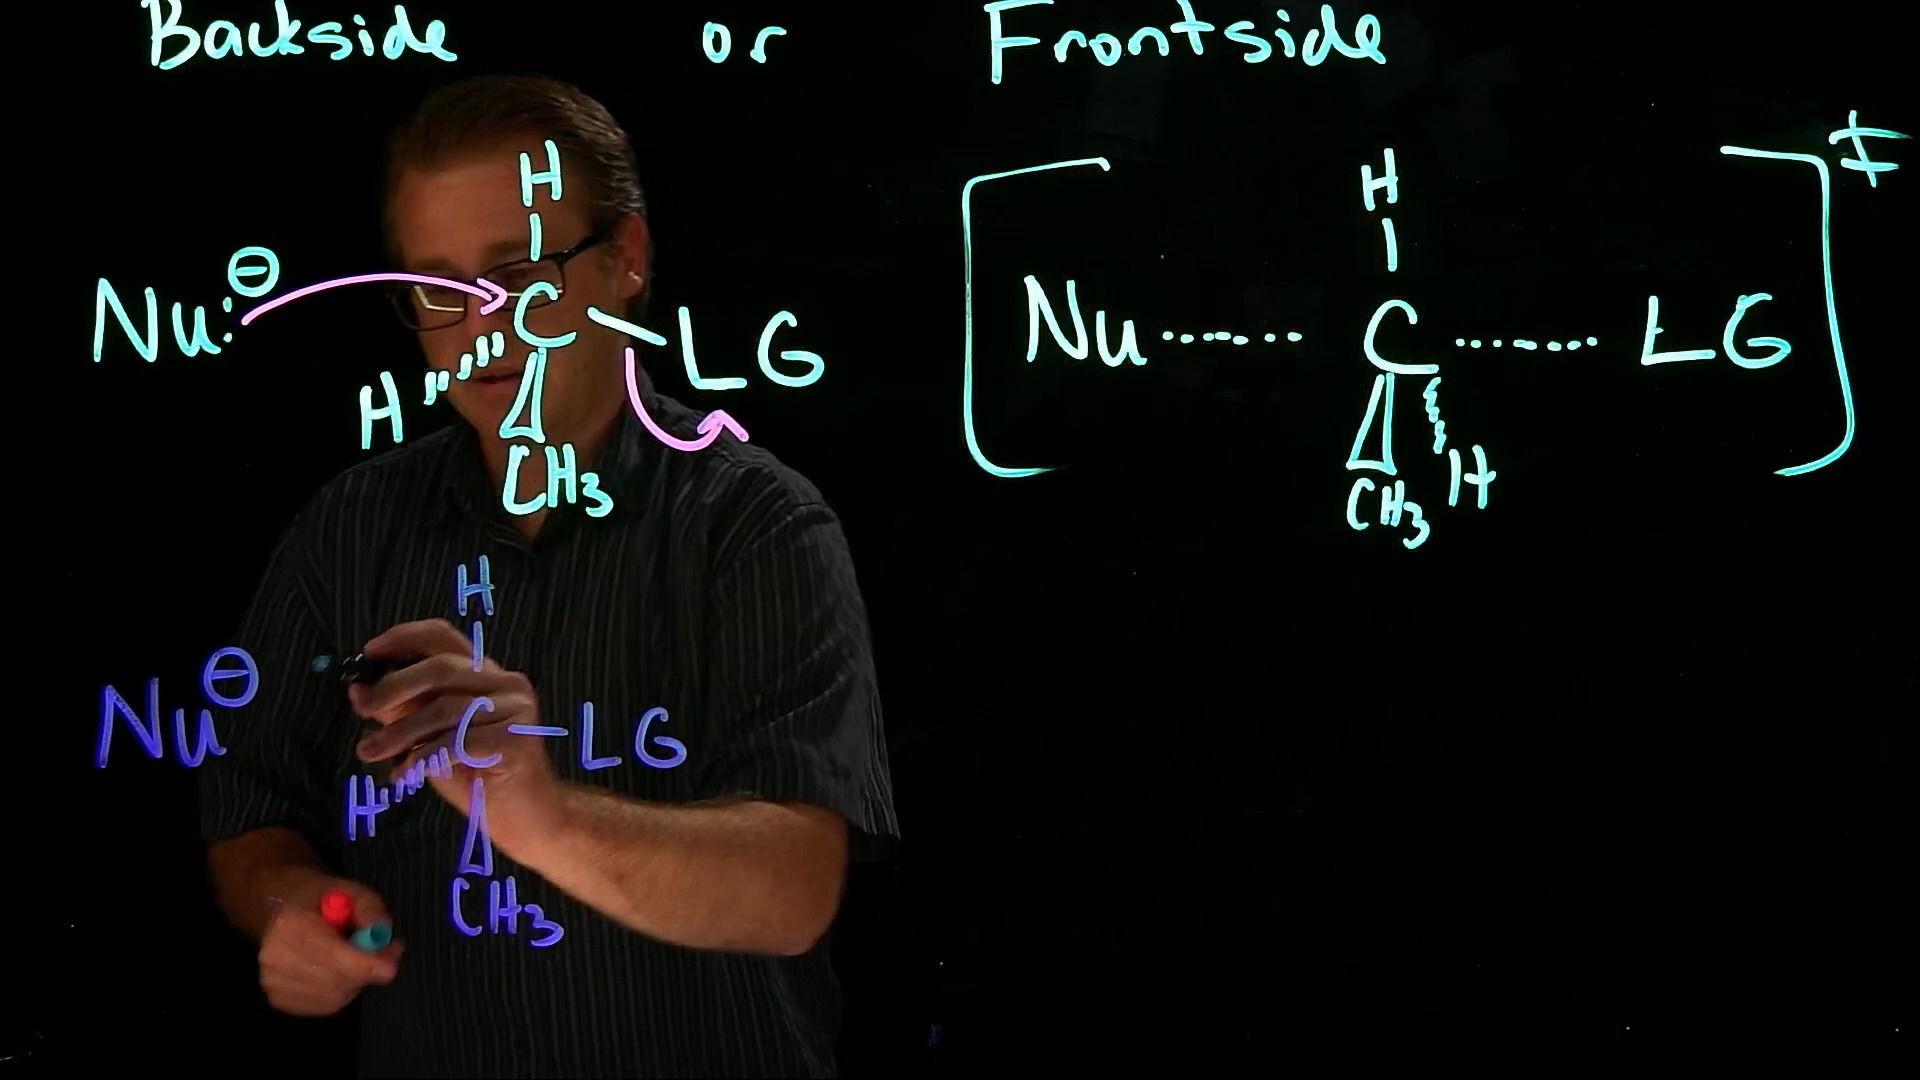 Backside or Frontside
H
Nu:⊖ C LG
H
CH3
H ‡
Nu ...... C ....... LG
H
CH3
H
Nu⊖ C — LG
H
CH3